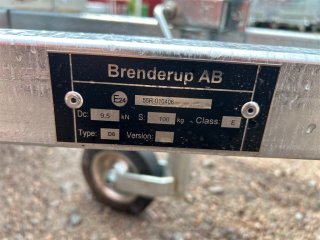 Brenderup AB
E24 55R-010406
Dc: 9,5 kN S: 100 kg Class: E
Type: D6 Version: